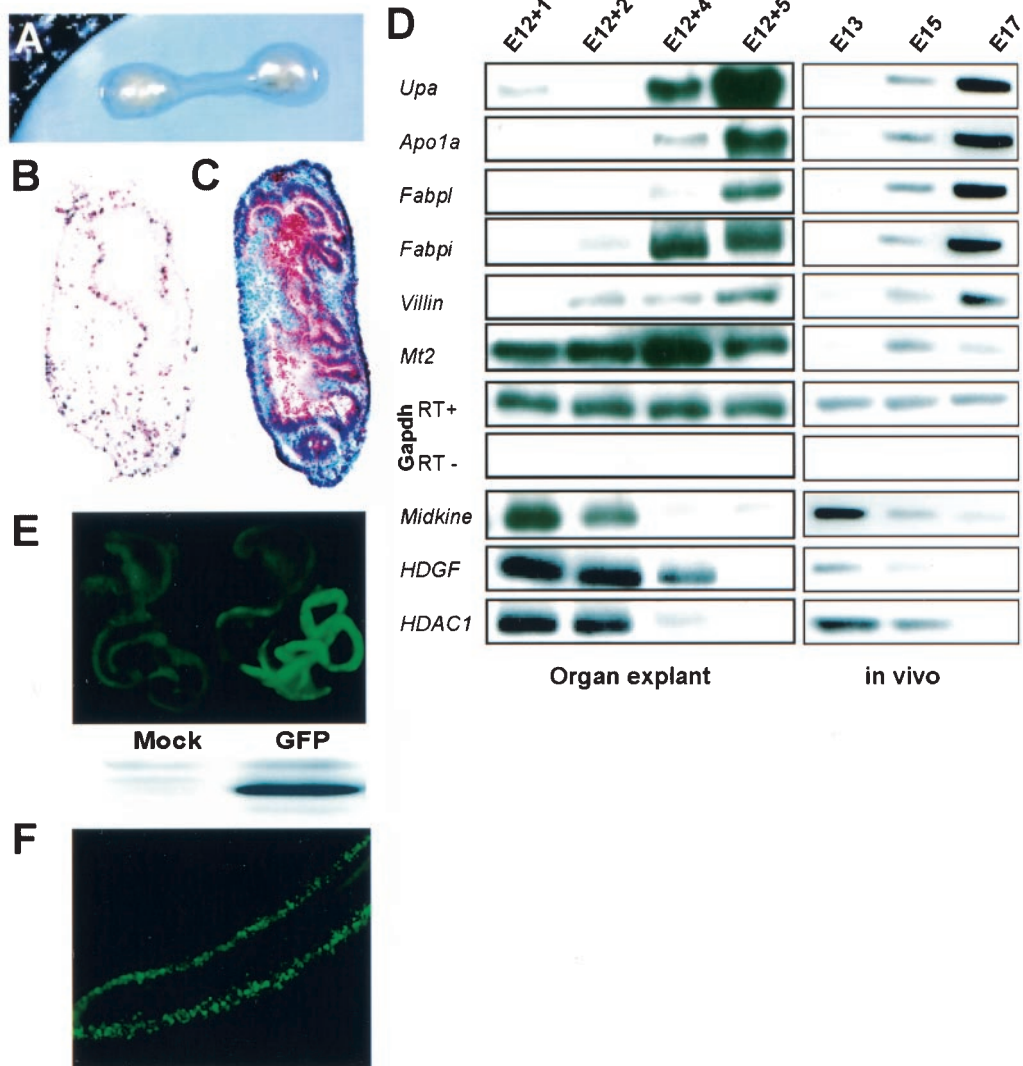 A
B
C
D
E12+1 E12+2 E12+4 E12+5 E13 E15 E17
Upa
Apo1a
Fabpl
Fabpi
Villin
Mt2
Gapdh
RT+
RT -
Midkine
HDGF
HDAC1
Organ explant in vivo
E
Mock GFP
F